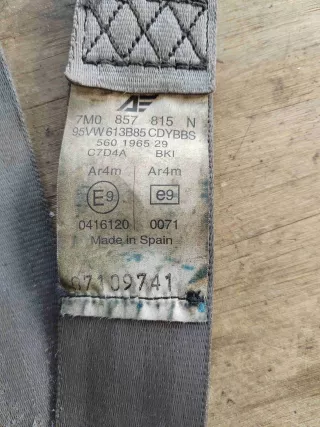 7M0 857 815 N
95VW 613B85 CDYBBS
560 1965 29
C7D4A BKI
Ar4m Ar4m
E9 e9
0416120 0071
Made in Spain
07109741